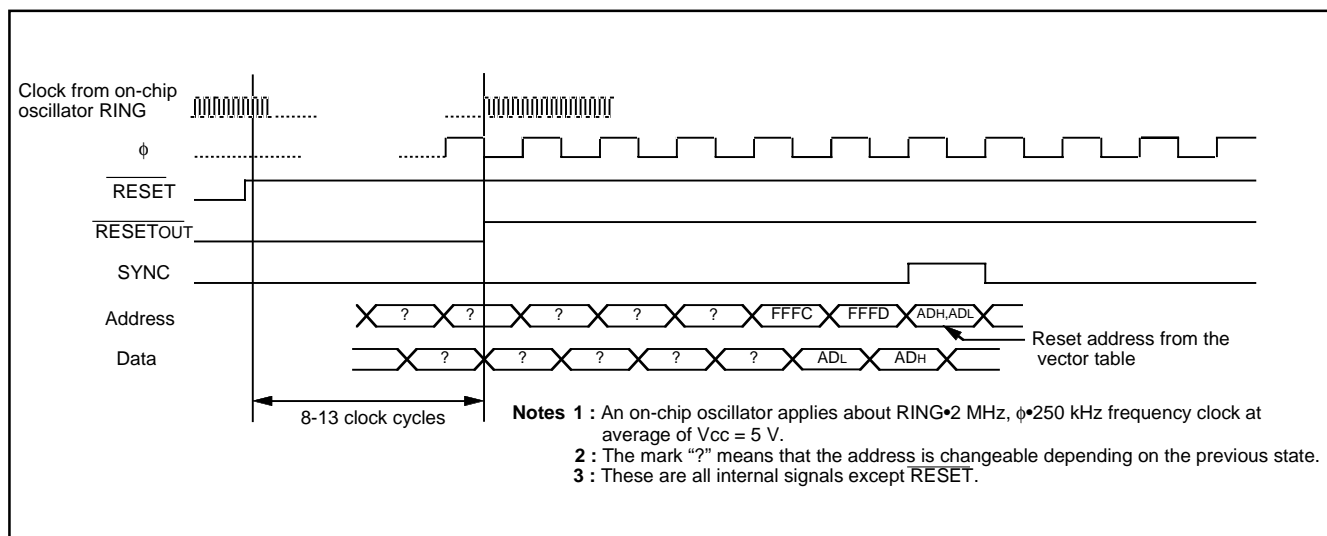 Clock from on-chip
oscillator RING
ϕ
RESET
RESETOUT
SYNC
Address
? ? ? ? ? FFFC FFFD ADH,ADL
Reset address from the
vector table
Data
? ? ? ? ? ADL ADH
8-13 clock cycles
Notes 1 : An on-chip oscillator applies about RING•2 MHz, ϕ•250 kHz frequency clock at
average of Vcc = 5 V.
2 : The mark “?” means that the address is changeable depending on the previous state.
3 : These are all internal signals except RESET.